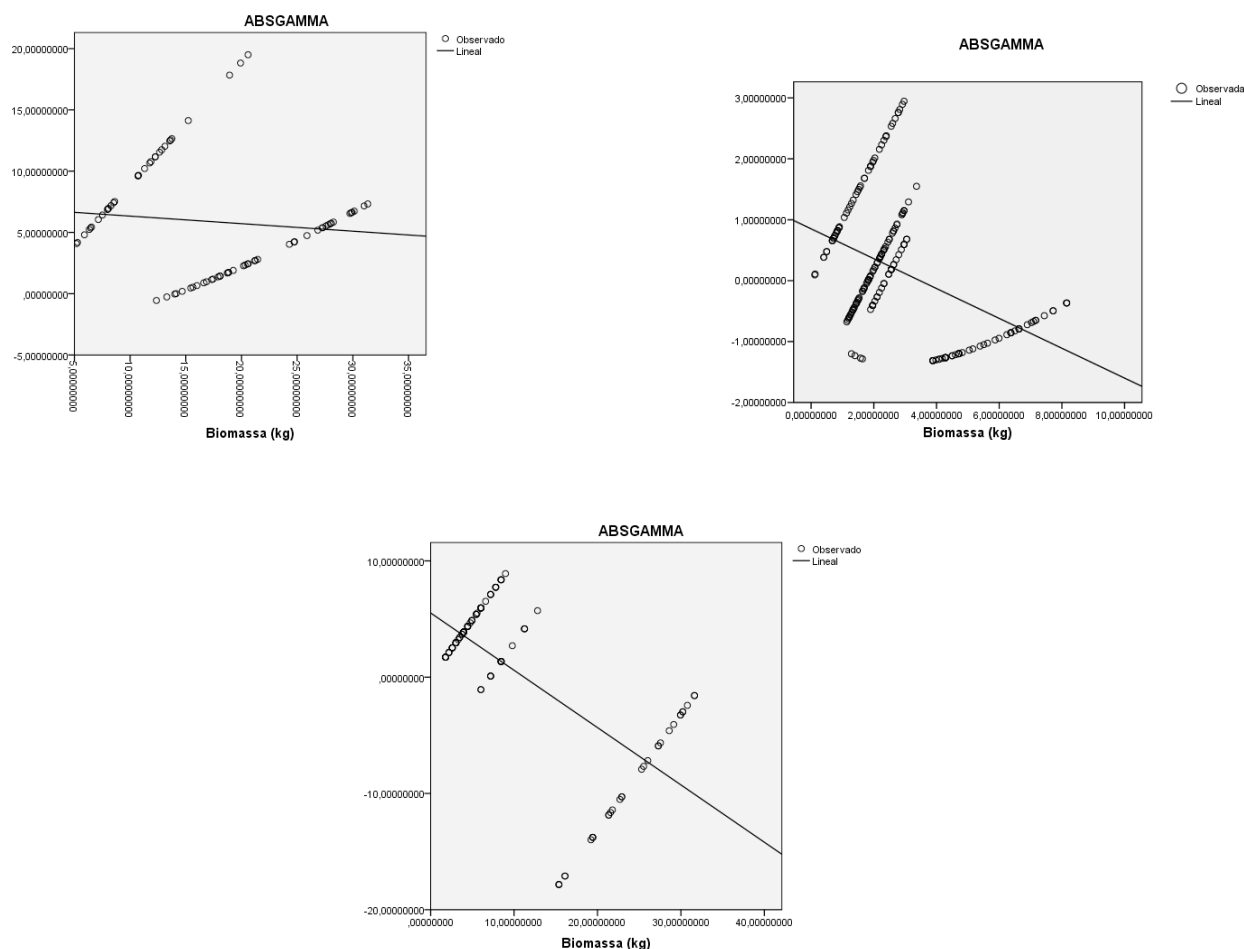 ABSGAMMA
Observado
Lineal
20,00000000
15,00000000
10,00000000
5,00000000
,00000000
-5,00000000
5,00000000
10,00000000
15,00000000
20,00000000
25,00000000
30,00000000
35,00000000
Biomassa (kg)
ABSGAMMA
Observada
Lineal
3,00000000
2,00000000
1,00000000
0,00000000
-1,00000000
-2,00000000
0,00000000 2,00000000 4,00000000 6,00000000 8,00000000 10,00000000
Biomassa (kg)
ABSGAMMA
Observado
Lineal
10,00000000
,00000000
-10,00000000
-20,00000000
,00000000 10,00000000 20,00000000 30,00000000 40,00000000
Biomassa (kg)